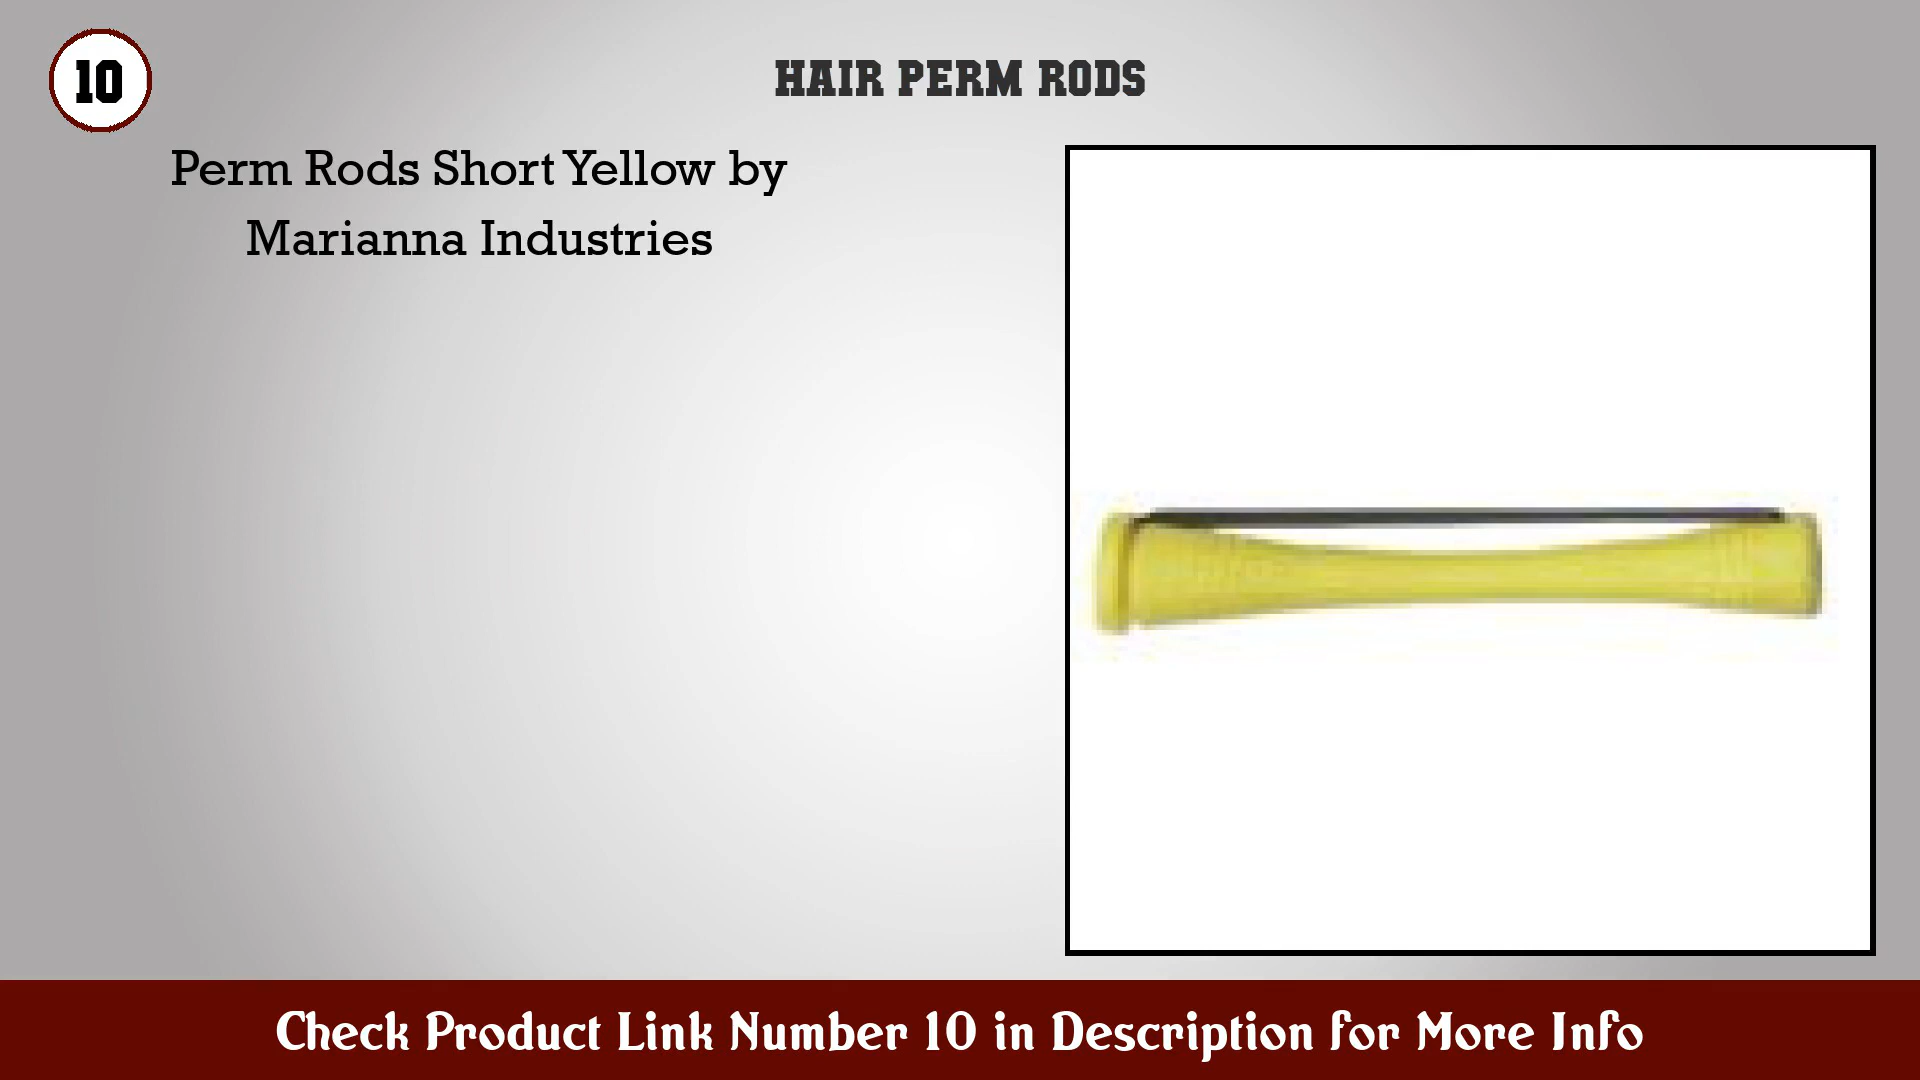 10
HAIR PERM RODS
Perm Rods Short Yellow by
Marianna Industries
Check Product Link Number 10 in Description for More Info